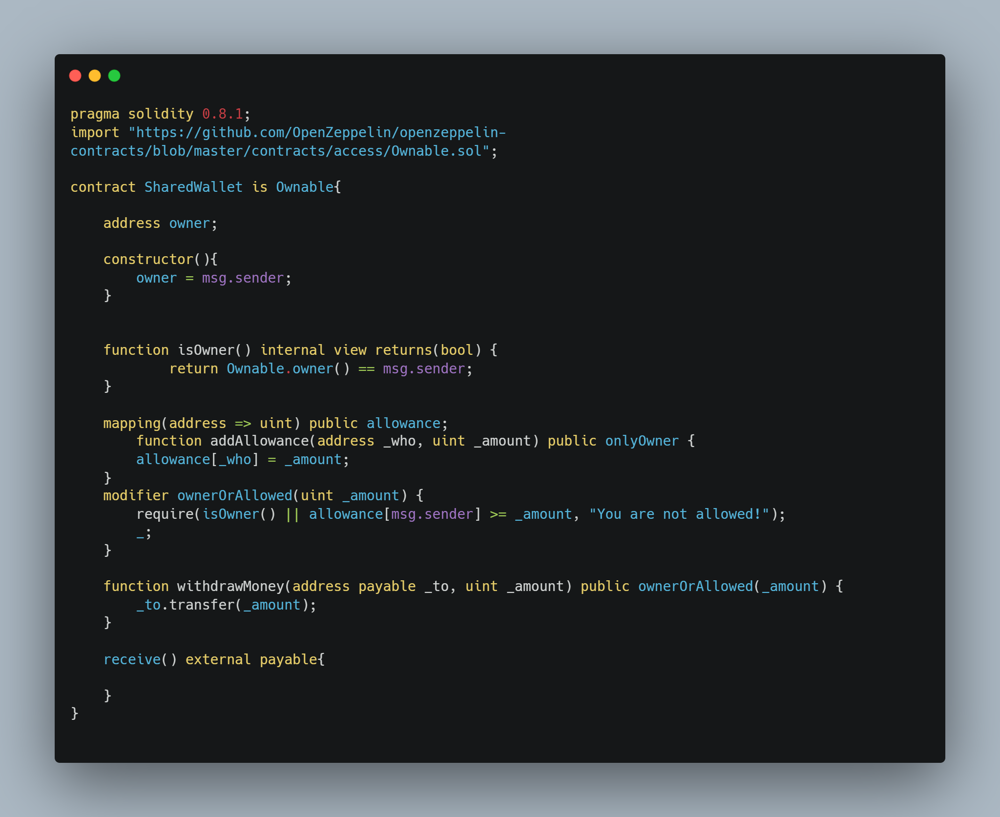 pragma solidity 0.8.1;
import "https://github.com/OpenZeppelin/openzeppelin-
contracts/blob/master/contracts/access/Ownable.sol";

contract SharedWallet is Ownable{

    address owner;

    constructor(){
        owner = msg.sender;
    }


    function isOwner() internal view returns(bool) {
            return Ownable.owner() == msg.sender;
    }

    mapping(address => uint) public allowance;
        function addAllowance(address _who, uint _amount) public onlyOwner {
        allowance[_who] = _amount;
    }
    modifier ownerOrAllowed(uint _amount) {
        require(isOwner() || allowance[msg.sender] >= _amount, "You are not allowed!");
        _;
    }

    function withdrawMoney(address payable _to, uint _amount) public ownerOrAllowed(_amount) {
        _to.transfer(_amount);
    }

    receive() external payable{

    }
}